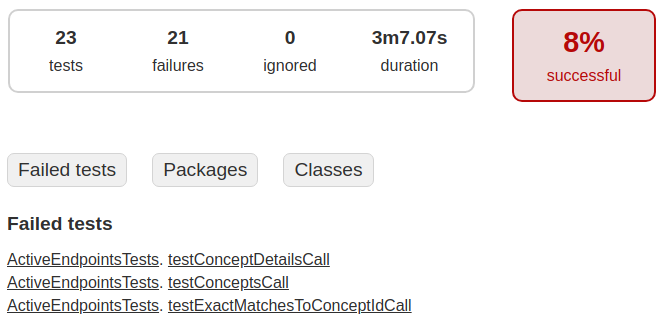 23 21 0 3m7.07s 8%
tests failures ignored duration successful
Failed tests Packages Classes
Failed tests
ActiveEndpointsTests. testConceptDetailsCall
ActiveEndpointsTests. testConceptsCall
ActiveEndpointsTests. testExactMatchesToConceptIdCall